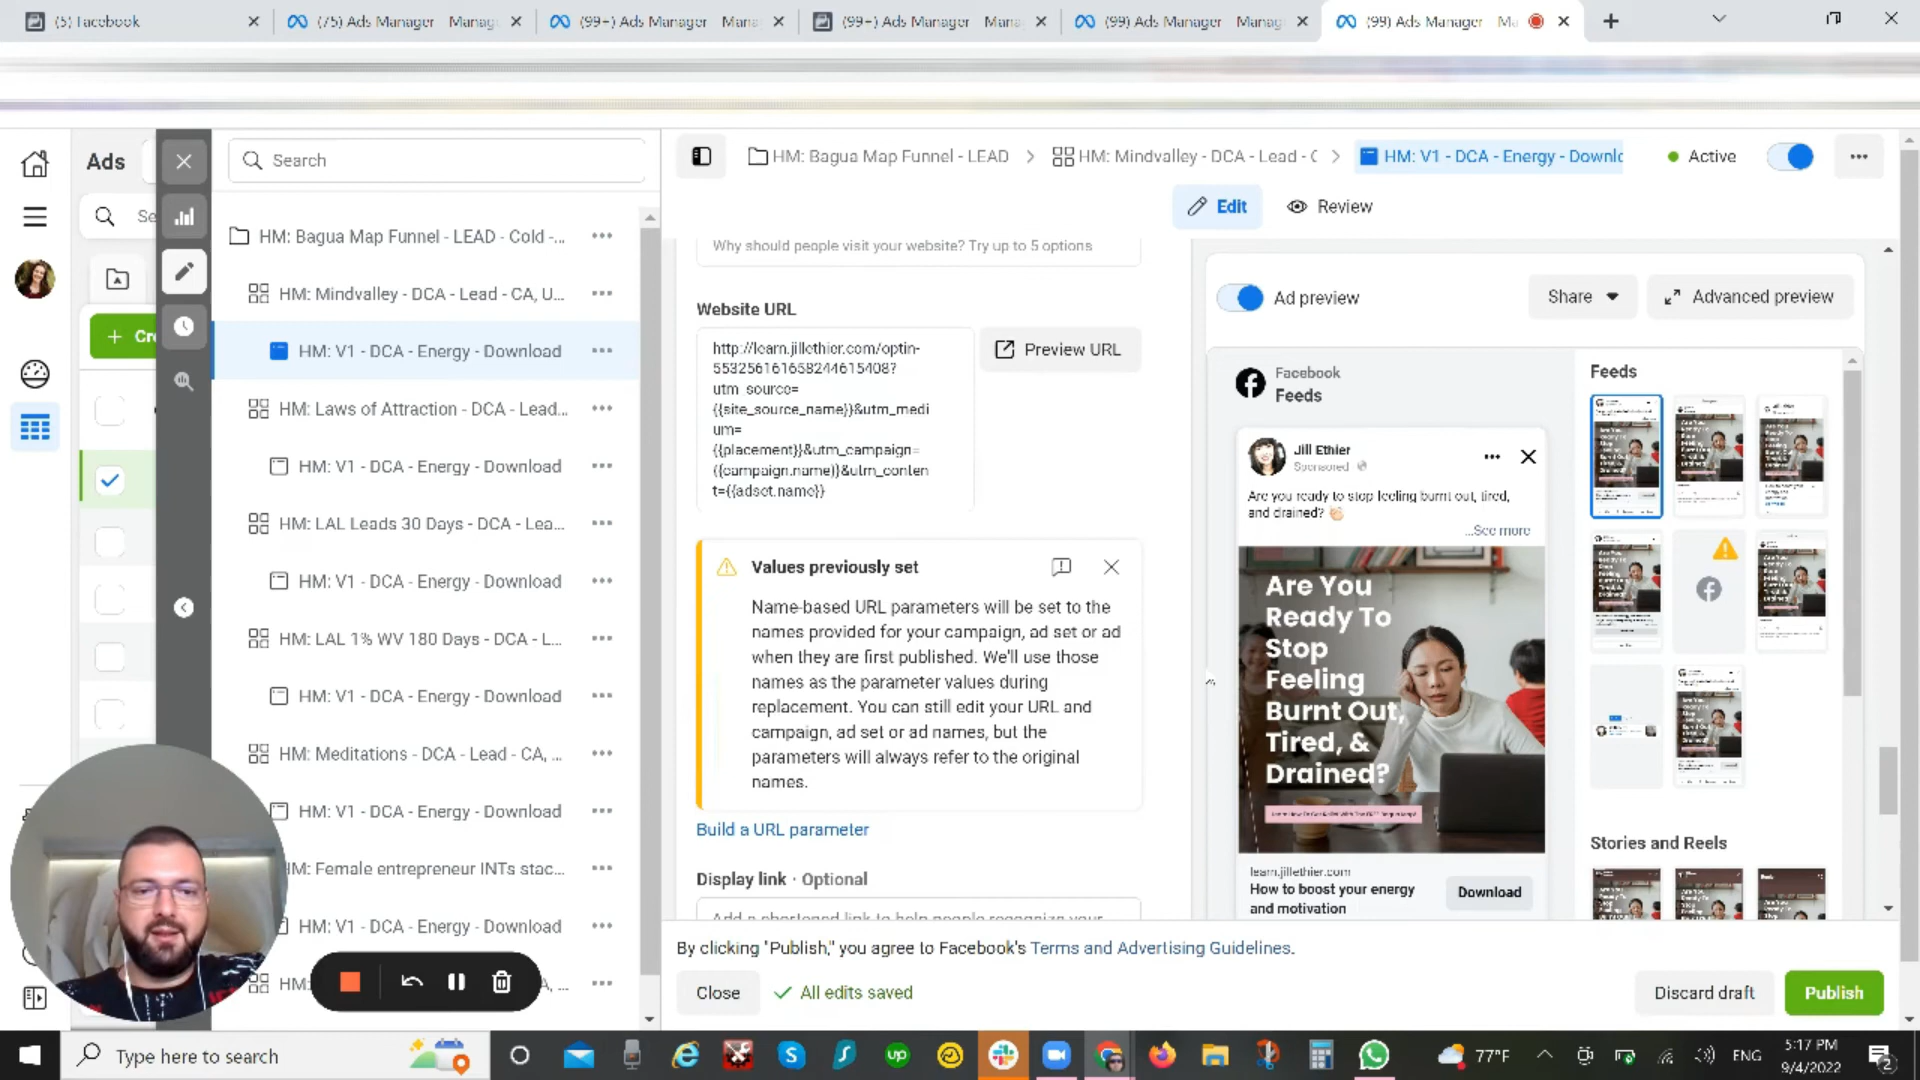 (5) Facebook
(75) Ads Manager
(99+) Ads Manager
(99+) Ads Manager
(99) Ads Manager
(99) Ads Manager
Ads
Search
HM: Bagua Map Funnel - LEAD
HM: Mindvalley - DCA - Lead - C
HM: V1 - DCA - Energy - Downlo
Active
Edit
Review
HM: Bagua Map Funnel - LEAD - Cold -...
HM: Mindvalley - DCA - Lead - CA, U...
HM: V1 - DCA - Energy - Download
HM: Laws of Attraction - DCA - Lead...
HM: V1 - DCA - Energy - Download
HM: LAL Leads 30 Days - DCA - Lea...
HM: V1 - DCA - Energy - Download
HM: LAL 1% WV 180 Days - DCA - L...
HM: V1 - DCA - Energy - Download
HM: Meditations - DCA - Lead - CA, ...
HM: V1 - DCA - Energy - Download
HM: Female entrepreneur INTs stac...
HM: V1 - DCA - Energy - Download
Why should people visit your website? Try up to 5 options
Website URL
http://learn.jillethier.com/optin-
5532561616582446154​08?
utm_source=
{{site_source_name}}&utm_medi
um=
{{placement}}&utm_campaign=
{{campaign.name}}&utm_conten
t={{adset.name}}
Preview URL
Values previously set
Name-based URL parameters will be set to the
names provided for your campaign, ad set or ad
when they are first published. We'll use those
names as the parameter values during
replacement. You can still edit your URL and
campaign, ad set or ad names, but the
parameters will always refer to the original
names.
Build a URL parameter
Display link · Optional
Add a shortened link to help people recognize your
Ad preview
Share
Advanced preview
Facebook
Feeds
Jill Ethier
Sponsored
Are you ready to stop feeling burnt out, tired,
and drained?
...See more
Are You
Ready To
Stop
Feeling
Burnt Out,
Tired, &
Drained?
learn.jillethier.com
How to boost your energy
and motivation
Download
Feeds
Stories and Reels
By clicking "Publish," you agree to Facebook's Terms and Advertising Guidelines.
Close
All edits saved
Discard draft
Publish
Type here to search
77°F
ENG
5:17 PM
9/4/2022
2